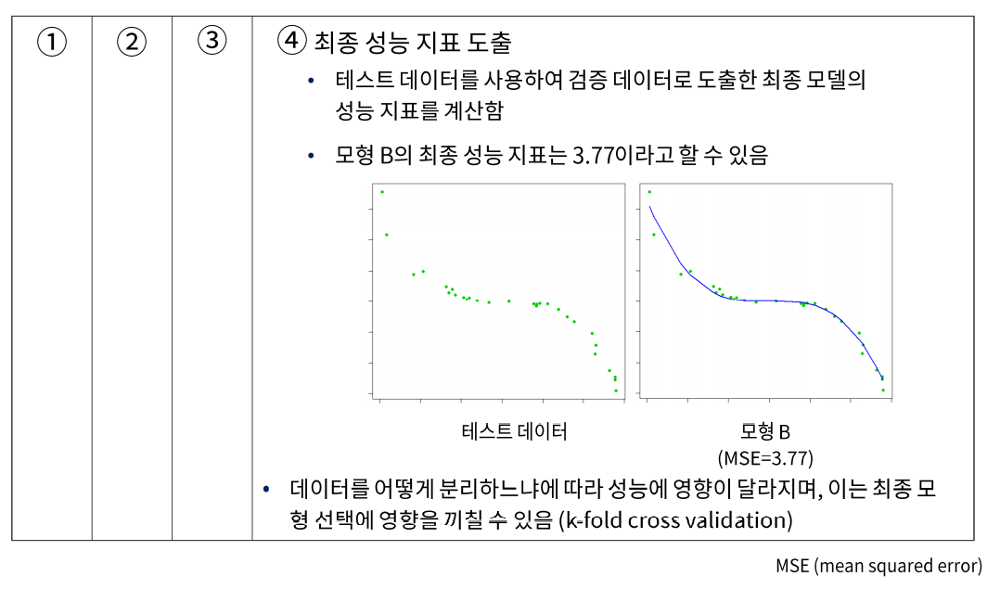 ①
②
③
④ 최종 성능 지표 도출
• 테스트 데이터를 사용하여 검증 데이터로 도출한 최종 모델의
성능 지표를 계산함
• 모형 B의 최종 성능 지표는 3.77이라고 할 수 있음
테스트 데이터
모형 B
(MSE=3.77)
• 데이터를 어떻게 분리하느냐에 따라 성능에 영향이 달라지며, 이는 최종 모
형 선택에 영향을 끼칠 수 있음 (k-fold cross validation)
MSE (mean squared error)